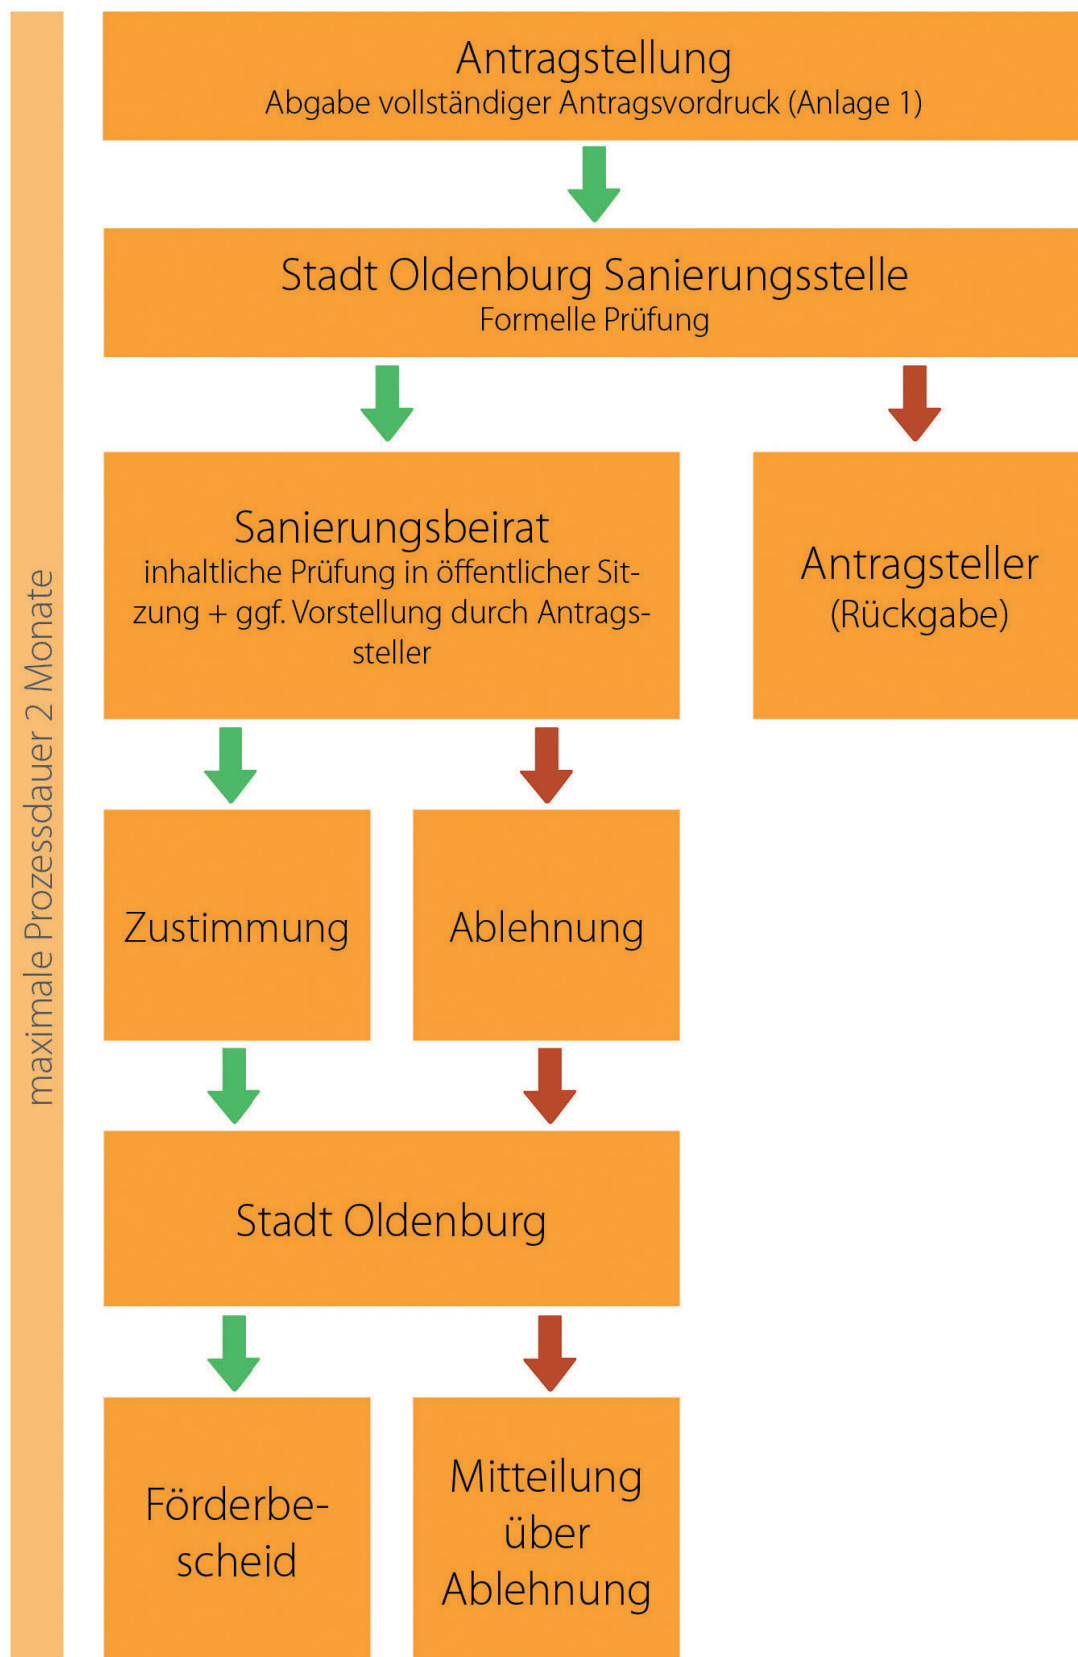 Antragstellung
Abgabe vollständiger Antragsvordruck (Anlage 1)
Stadt Oldenburg Sanierungsstelle
Formelle Prüfung
Sanierungsbeirat
inhaltliche Prüfung in öffentlicher Sit-
zung + ggf. Vorstellung durch Antrags-
steller
Antragsteller
(Rückgabe)
Zustimmung
Ablehnung
Stadt Oldenburg
Förderbe-
scheid
Mitteilung
über
Ablehnung
maximale Prozessdauer 2 Monate